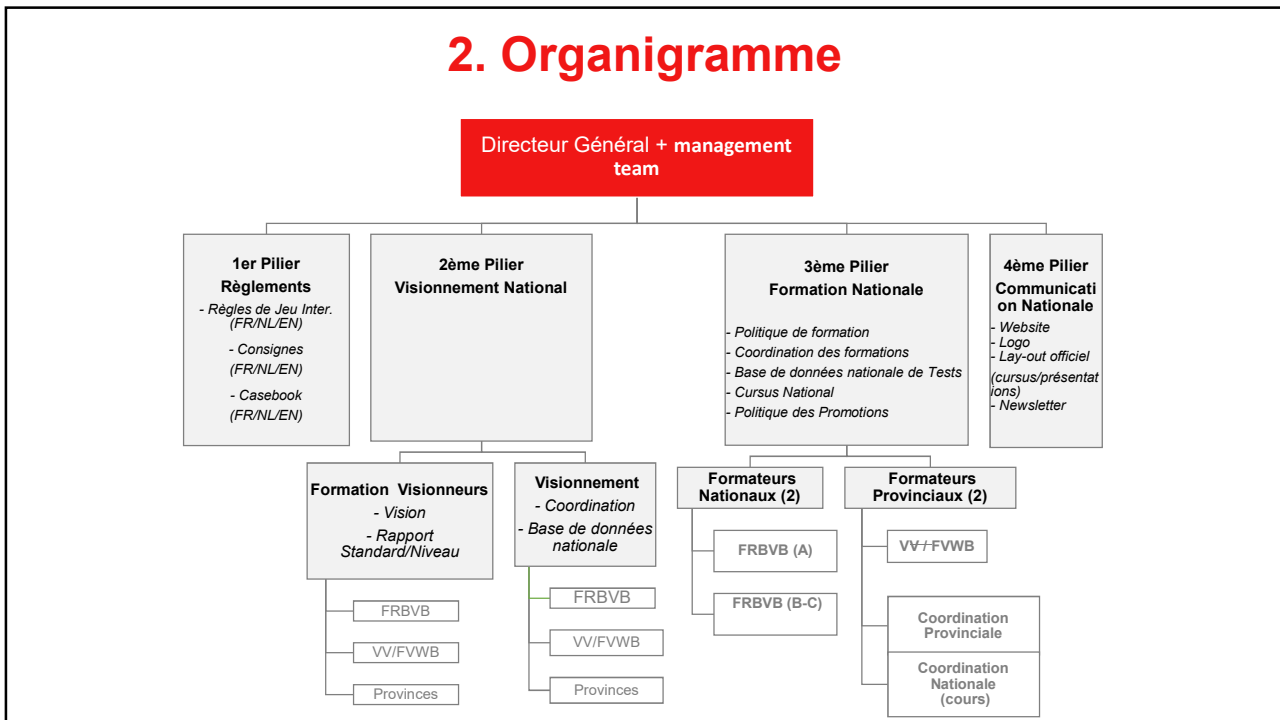 2. Organigramme
Directeur Général + management
team
1er Pilier
Règlements
- Règles de Jeu Inter.
(FR/NL/EN)
- Consignes
(FR/NL/EN)
- Casebook
(FR/NL/EN)
2ème Pilier
Visionnement National
3ème Pilier
Formation Nationale
- Politique de formation
- Coordination des formations
- Base de données nationale de Tests
- Cursus National
- Politique des Promotions
4ème Pilier
Communicati
on Nationale
- Website
- Logo
- Lay-out officiel
(cursus/présentat
ions)
- Newsletter
Formation Visionneurs
- Vision
- Rapport
Standard/Niveau
FRBVB
VV/FVWB
Provinces
Visionnement
- Coordination
- Base de données
nationale
FRBVB
VV/FVWB
Provinces
Formateurs
Nationaux (2)
FRBVB (A)
FRBVB (B-C)
Formateurs
Provinciaux (2)
VV / FVWB
Coordination
Provinciale
Coordination
Nationale
(cours)